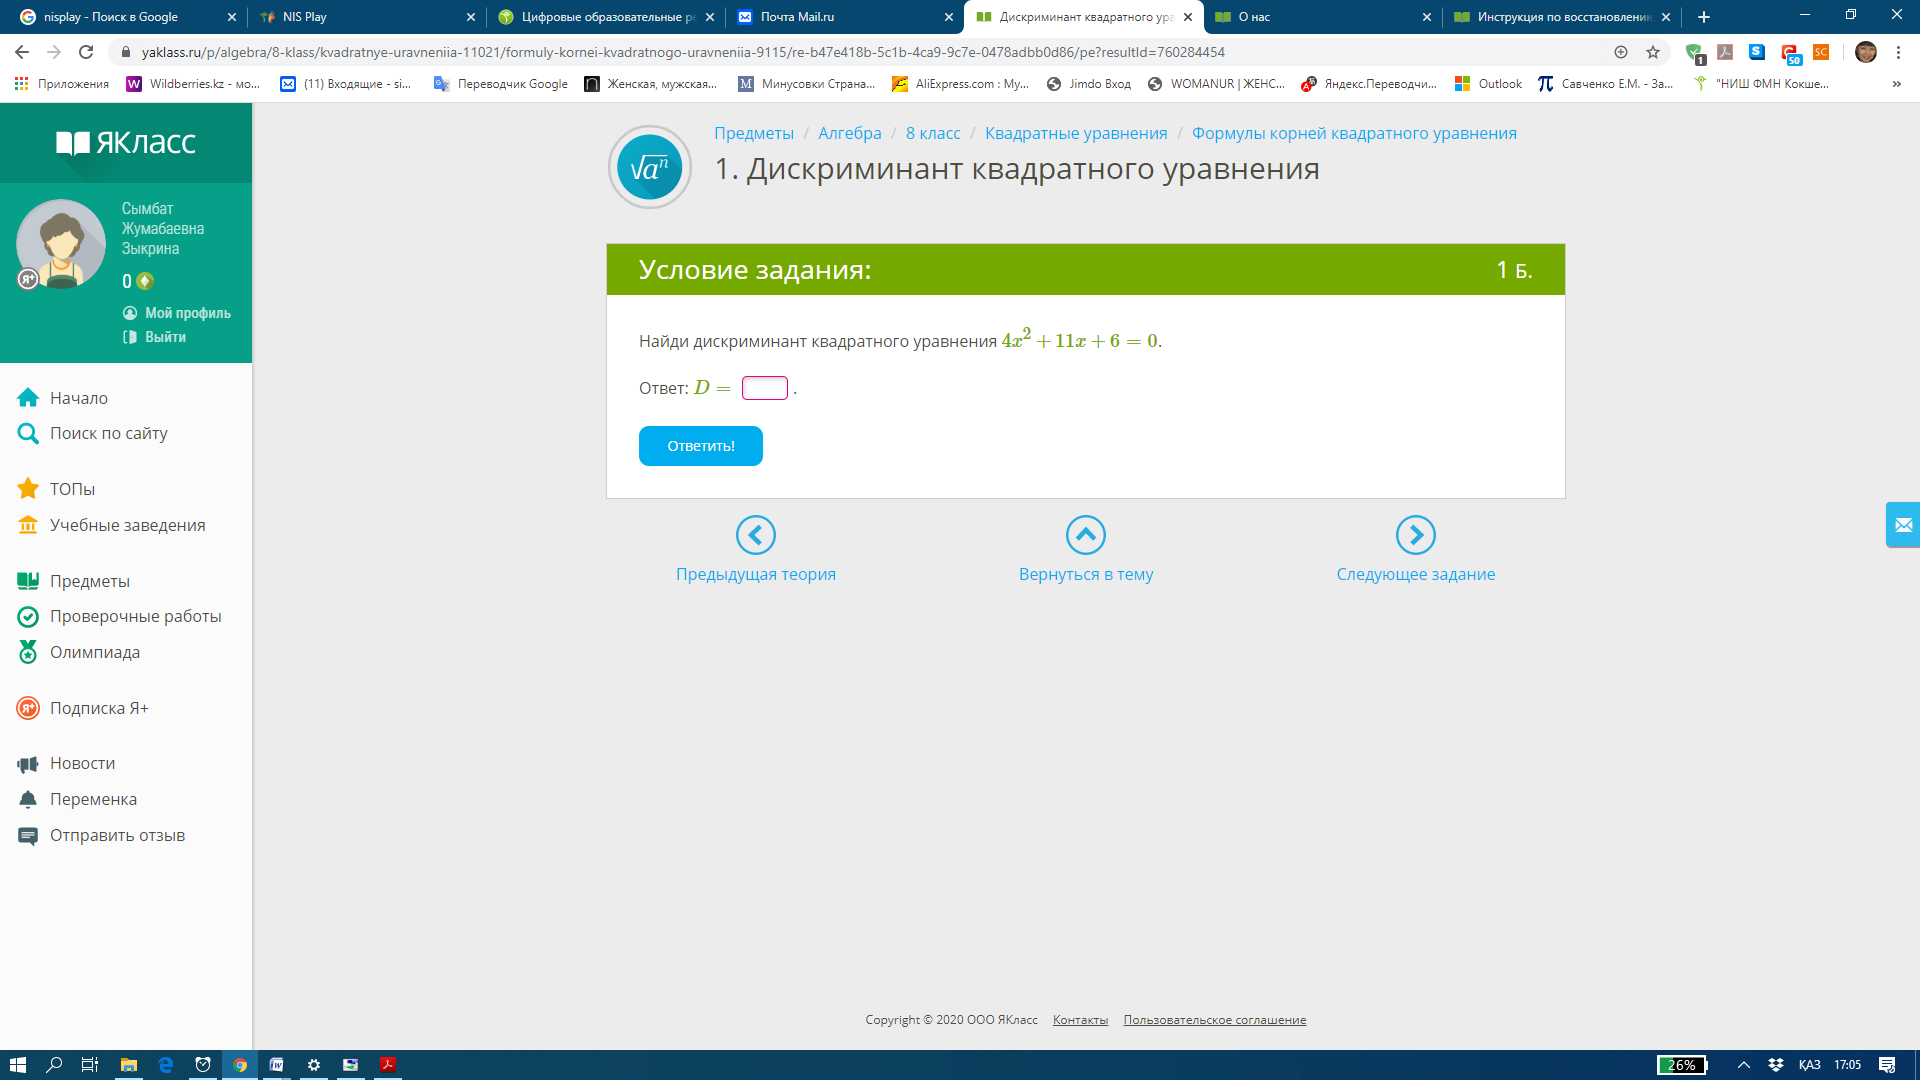 nisplay - Поиск в Google
NIS Play
Цифровые образовательные ре
Почта Mail.ru
Дискриминант квадратного ура
О нас
Инструкция по восстановлению
yaklass.ru/p/algebra/8-klass/kvadratnye-uravneniia-11021/formuly-kornei-kvadratnogo-uravneniia-9115/re-b47e418b-5c1b-4ca9-9c7e-0478adbb0d86/pe?resultId=760284454
1
50
SC
Приложения
Wildberries.kz - мо...
(11) Входящие - si...
Переводчик Google
Женская, мужская...
Минусовки Страна...
AliExpress.com : Му...
Jimdo Вход
WOMANUR | ЖЕНС...
Яндекс.Переводчи...
Outlook
Савченко Е.М. - За...
"НИШ ФМН Кокше...
»
ЯКласс
Сымбат
Жумабаевна
Зыкрина
Я+
0
Мой профиль
Выйти
Начало
Поиск по сайту
ТОПы
Учебные заведения
Предметы
Проверочные работы
Олимпиада
Подписка Я+
Новости
Переменка
Отправить отзыв
Предметы / Алгебра / 8 класс / Квадратные уравнения / Формулы корней квадратного уравнения
√aⁿ
1. Дискриминант квадратного уравнения
Условие задания:
1 Б.
Найди дискриминант квадратного уравнения 4x² + 11x + 6 = 0.
Ответ: D = .
Ответить!
Предыдущая теория
Вернуться в тему
Следующее задание
Copyright © 2020 ООО ЯКласс Контакты Пользовательское соглашение
26%
ҚАЗ
17:05